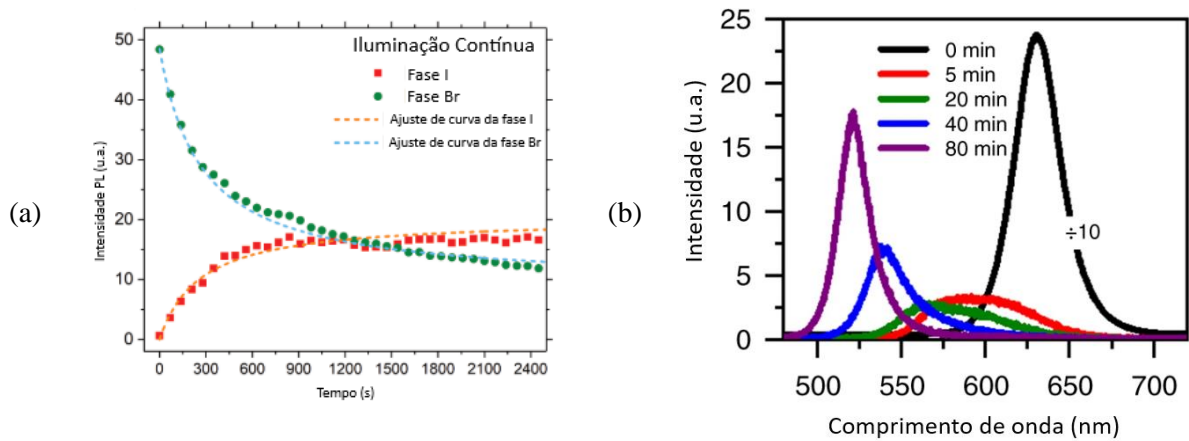 (a)
Intensidade PL (u.a.)
50
40
30
20
10
0
Iluminação Contínua
Fase I
Fase Br
Ajuste de curva da fase I
Ajuste de curva da fase Br
0 300 600 900 1200 1500 1800 2100 2400
Tempo (s)
(b)
Intensidade (u.a.)
25
20
15
10
5
0
0 min
5 min
20 min
40 min
80 min
÷10
500 550 600 650 700
Comprimento de onda (nm)